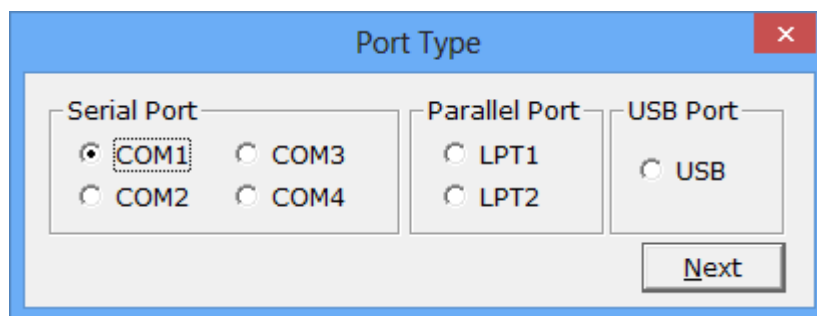 Port Type
Serial Port
COM1 COM3
COM2 COM4
Parallel Port
LPT1
LPT2
USB Port
USB
Next